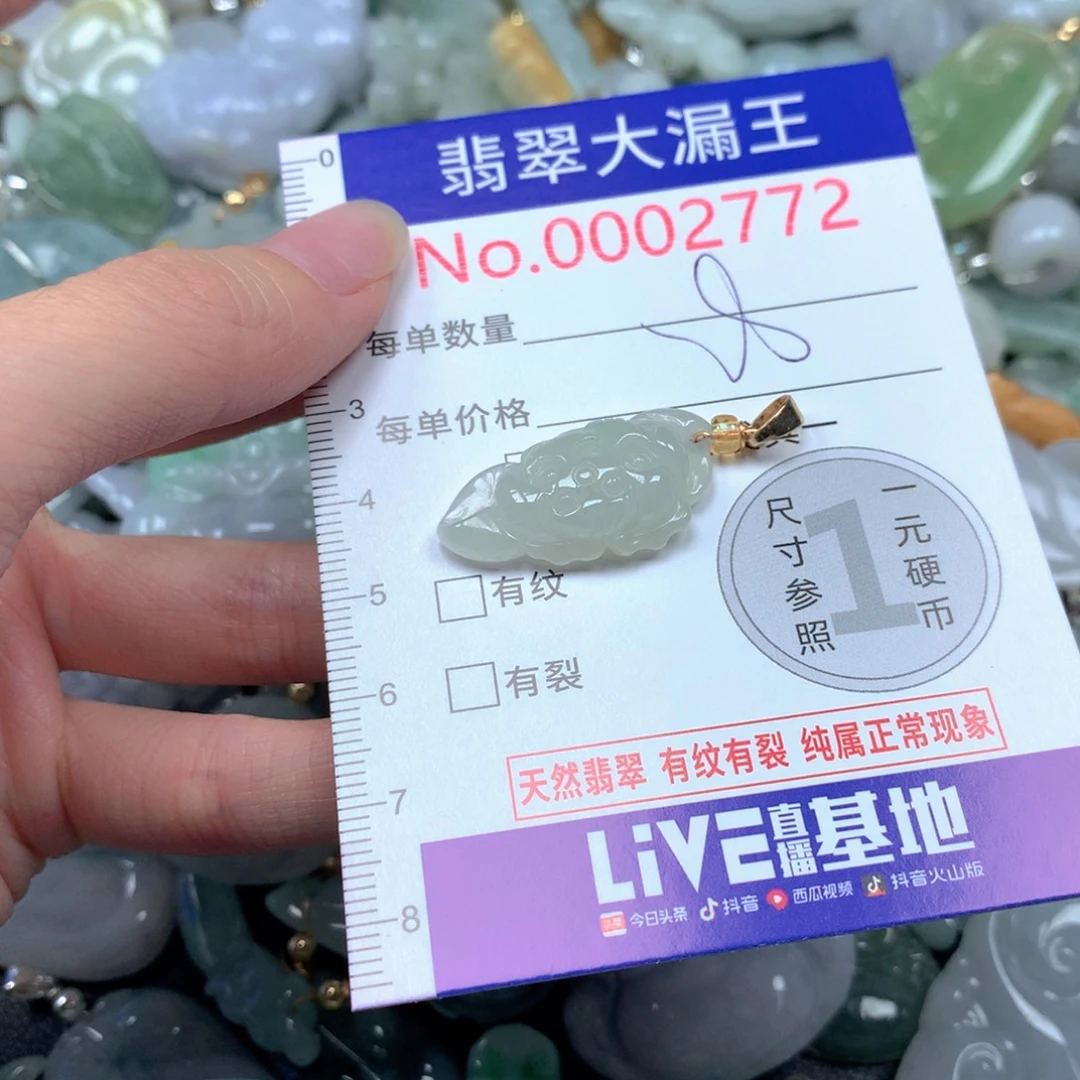 翡翠大漏王
No.0002772
每单数量
每单价格
有纹
有裂
0
3
4
5
6
7
8
尺寸参照
1
一元硬币
天然翡翠 有纹有裂 纯属正常现象
LiVE直播基地
头条 今日头条 抖音 西瓜视频 抖音火山版